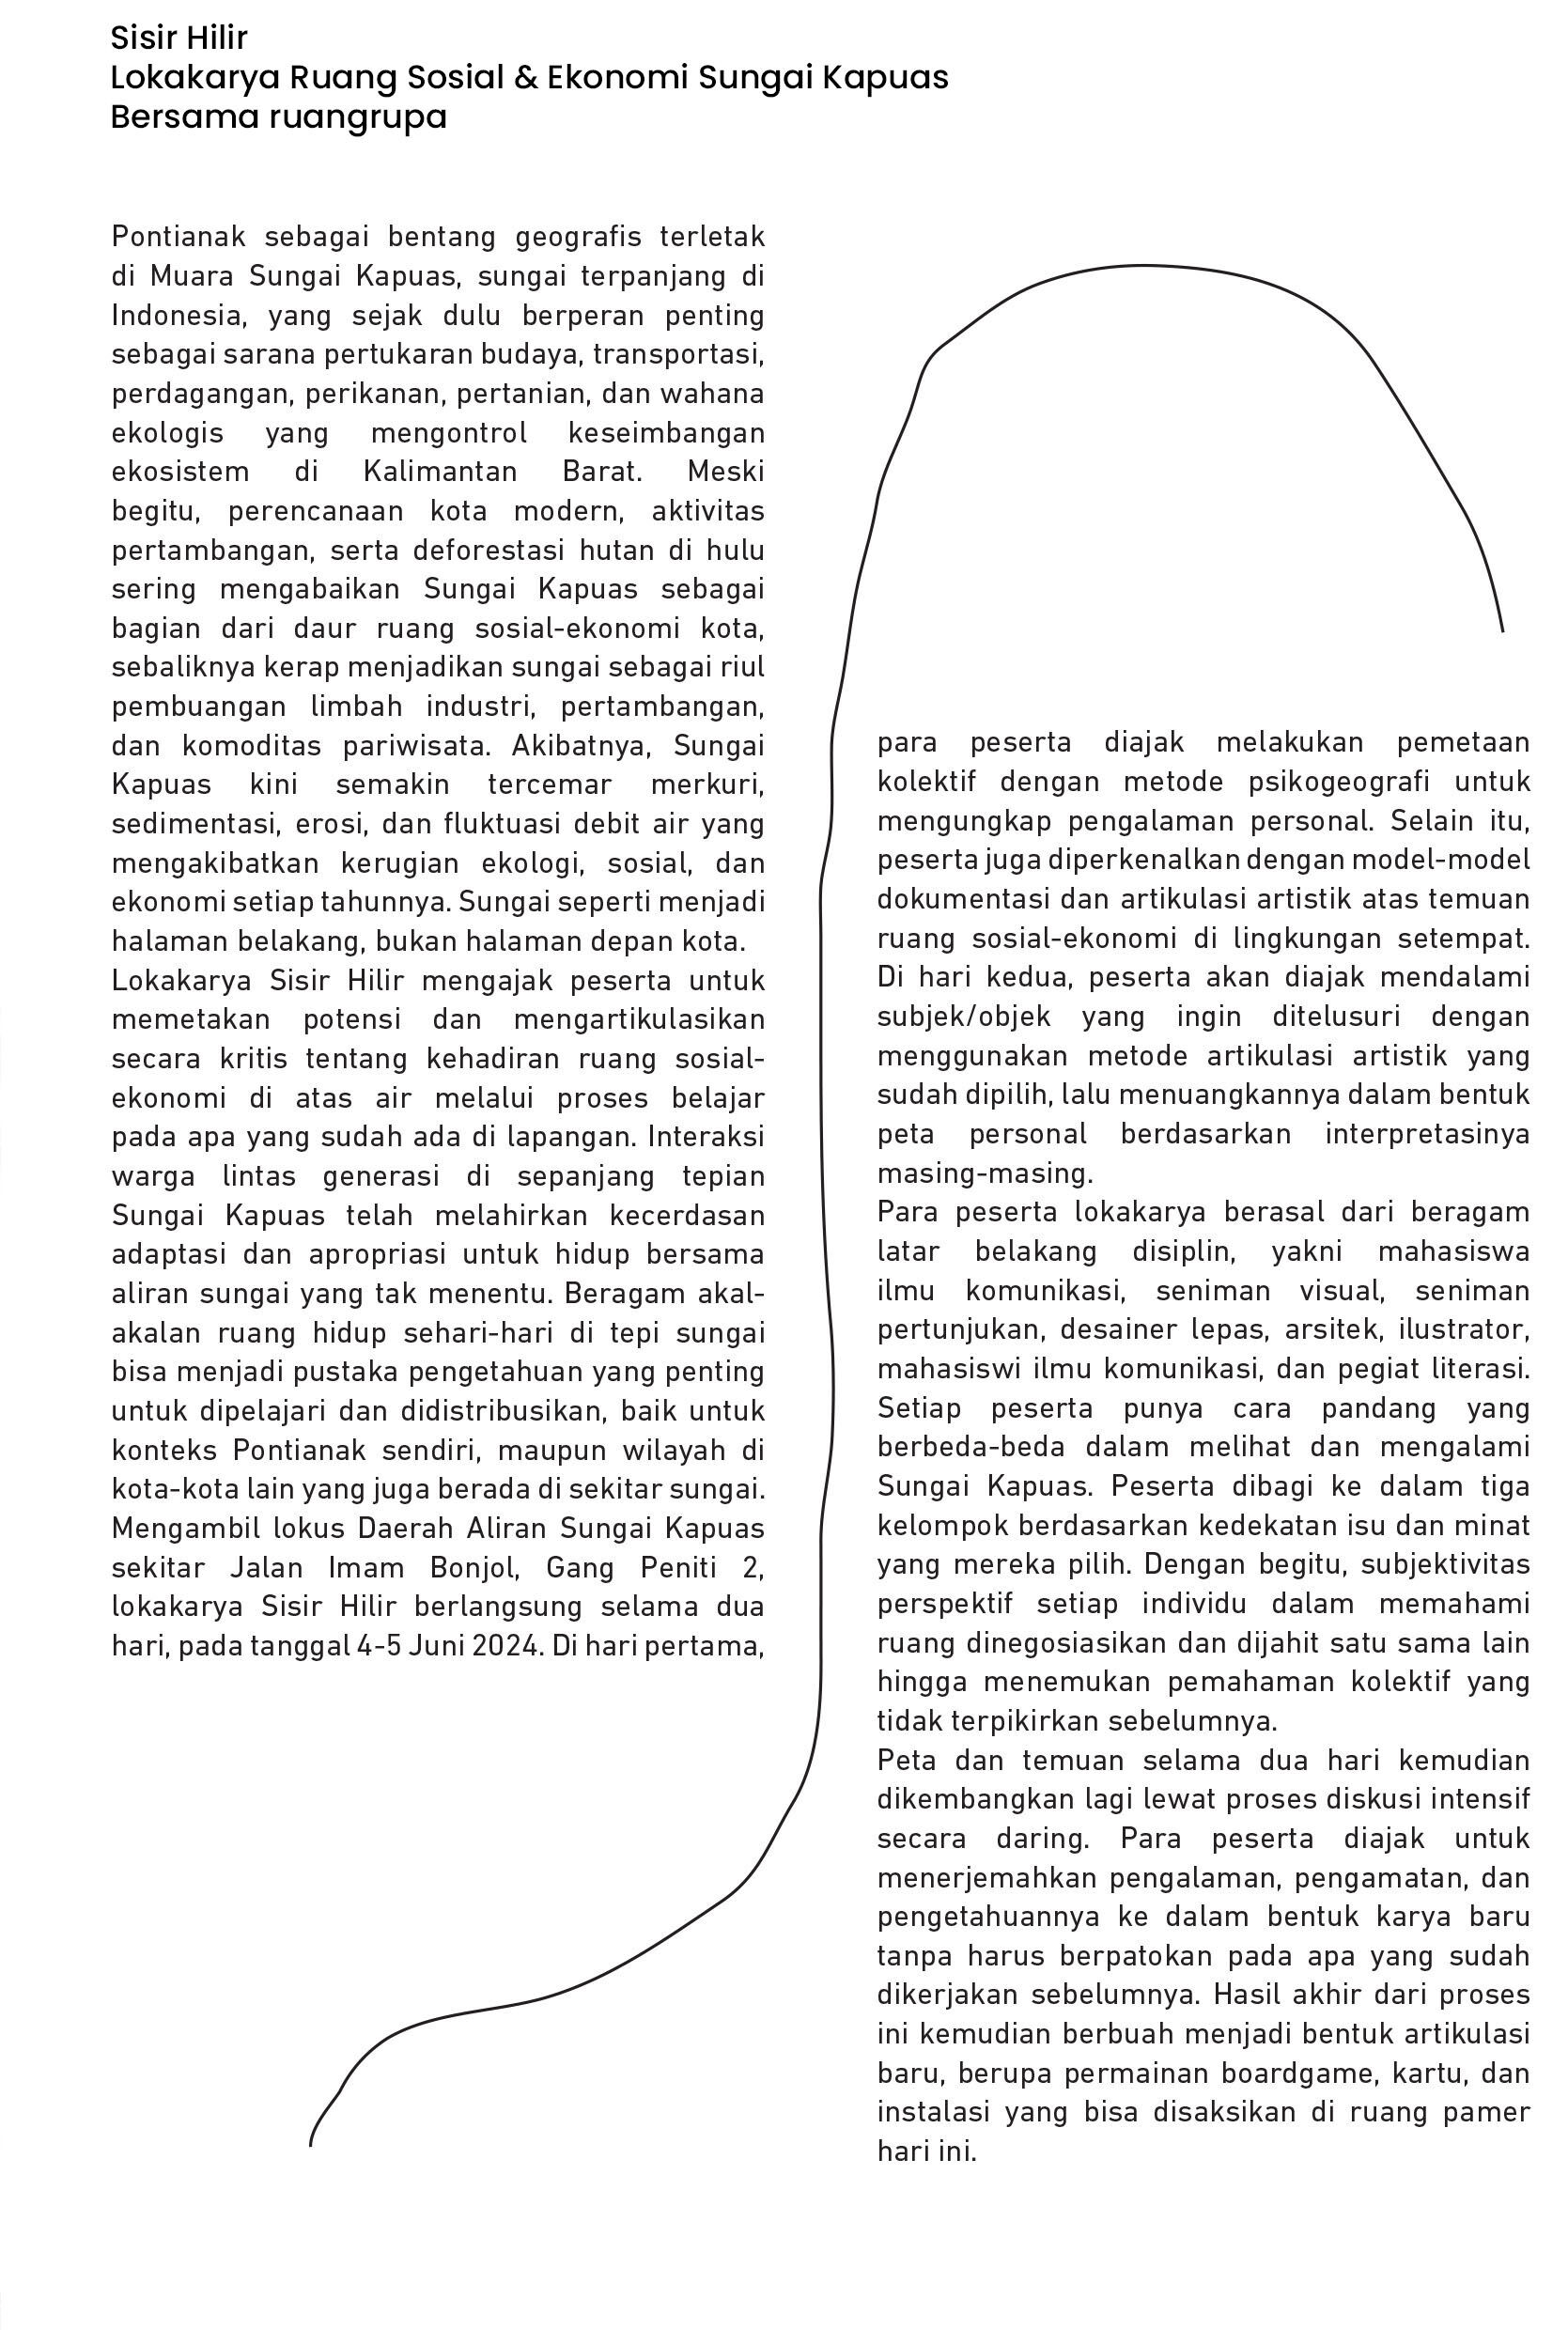 Sisir Hilir
Lokakarya Ruang Sosial & Ekonomi Sungai Kapuas
Bersama ruangrupa
Pontianak sebagai bentang geografis terletak
di Muara Sungai Kapuas, sungai terpanjang di
Indonesia, yang sejak dulu berperan penting
sebagai sarana pertukaran budaya, transportasi,
perdagangan, perikanan, pertanian, dan wahana
ekologis yang mengontrol keseimbangan
ekosistem di Kalimantan Barat. Meski
begitu, perencanaan kota modern, aktivitas
pertambangan, serta deforestasi hutan di hulu
sering mengabaikan Sungai Kapuas sebagai
bagian dari daur ruang sosial-ekonomi kota,
sebaliknya kerap menjadikan sungai sebagai riul
pembuangan limbah industri, pertambangan,
dan komoditas pariwisata. Akibatnya, Sungai
Kapuas kini semakin tercemar merkuri,
sedimentasi, erosi, dan fluktuasi debit air yang
mengakibatkan kerugian ekologi, sosial, dan
ekonomi setiap tahunnya. Sungai seperti menjadi
halaman belakang, bukan halaman depan kota.
Lokakarya Sisir Hilir mengajak peserta untuk
memetakan potensi dan mengartikulasikan
secara kritis tentang kehadiran ruang sosial-
ekonomi di atas air melalui proses belajar
pada apa yang sudah ada di lapangan. Interaksi
warga lintas generasi di sepanjang tepian
Sungai Kapuas telah melahirkan kecerdasan
adaptasi dan apropriasi untuk hidup bersama
aliran sungai yang tak menentu. Beragam akal-
akalan ruang hidup sehari-hari di tepi sungai
bisa menjadi pustaka pengetahuan yang penting
untuk dipelajari dan didistribusikan, baik untuk
konteks Pontianak sendiri, maupun wilayah di
kota-kota lain yang juga berada di sekitar sungai.
Mengambil lokus Daerah Aliran Sungai Kapuas
sekitar Jalan Imam Bonjol, Gang Peniti 2,
lokakarya Sisir Hilir berlangsung selama dua
hari, pada tanggal 4-5 Juni 2024. Di hari pertama,
para peserta diajak melakukan pemetaan
kolektif dengan metode psikogeografi untuk
mengungkap pengalaman personal. Selain itu,
peserta juga diperkenalkan dengan model-model
dokumentasi dan artikulasi artistik atas temuan
ruang sosial-ekonomi di lingkungan setempat.
Di hari kedua, peserta akan diajak mendalami
subjek/objek yang ingin ditelusuri dengan
menggunakan metode artikulasi artistik yang
sudah dipilih, lalu menuangkannya dalam bentuk
peta personal berdasarkan interpretasinya
masing-masing.
Para peserta lokakarya berasal dari beragam
latar belakang disiplin, yakni mahasiswa
ilmu komunikasi, seniman visual, seniman
pertunjukan, desainer lepas, arsitek, ilustrator,
mahasiswi ilmu komunikasi, dan pegiat literasi.
Setiap peserta punya cara pandang yang
berbeda-beda dalam melihat dan mengalami
Sungai Kapuas. Peserta dibagi ke dalam tiga
kelompok berdasarkan kedekatan isu dan minat
yang mereka pilih. Dengan begitu, subjektivitas
perspektif setiap individu dalam memahami
ruang dinegosiasikan dan dijahit satu sama lain
hingga menemukan pemahaman kolektif yang
tidak terpikirkan sebelumnya.
Peta dan temuan selama dua hari kemudian
dikembangkan lagi lewat proses diskusi intensif
secara daring. Para peserta diajak untuk
menerjemahkan pengalaman, pengamatan, dan
pengetahuannya ke dalam bentuk karya baru
tanpa harus berpatokan pada apa yang sudah
dikerjakan sebelumnya. Hasil akhir dari proses
ini kemudian berbuah menjadi bentuk artikulasi
baru, berupa permainan boardgame, kartu, dan
instalasi yang bisa disaksikan di ruang pamer
hari ini.